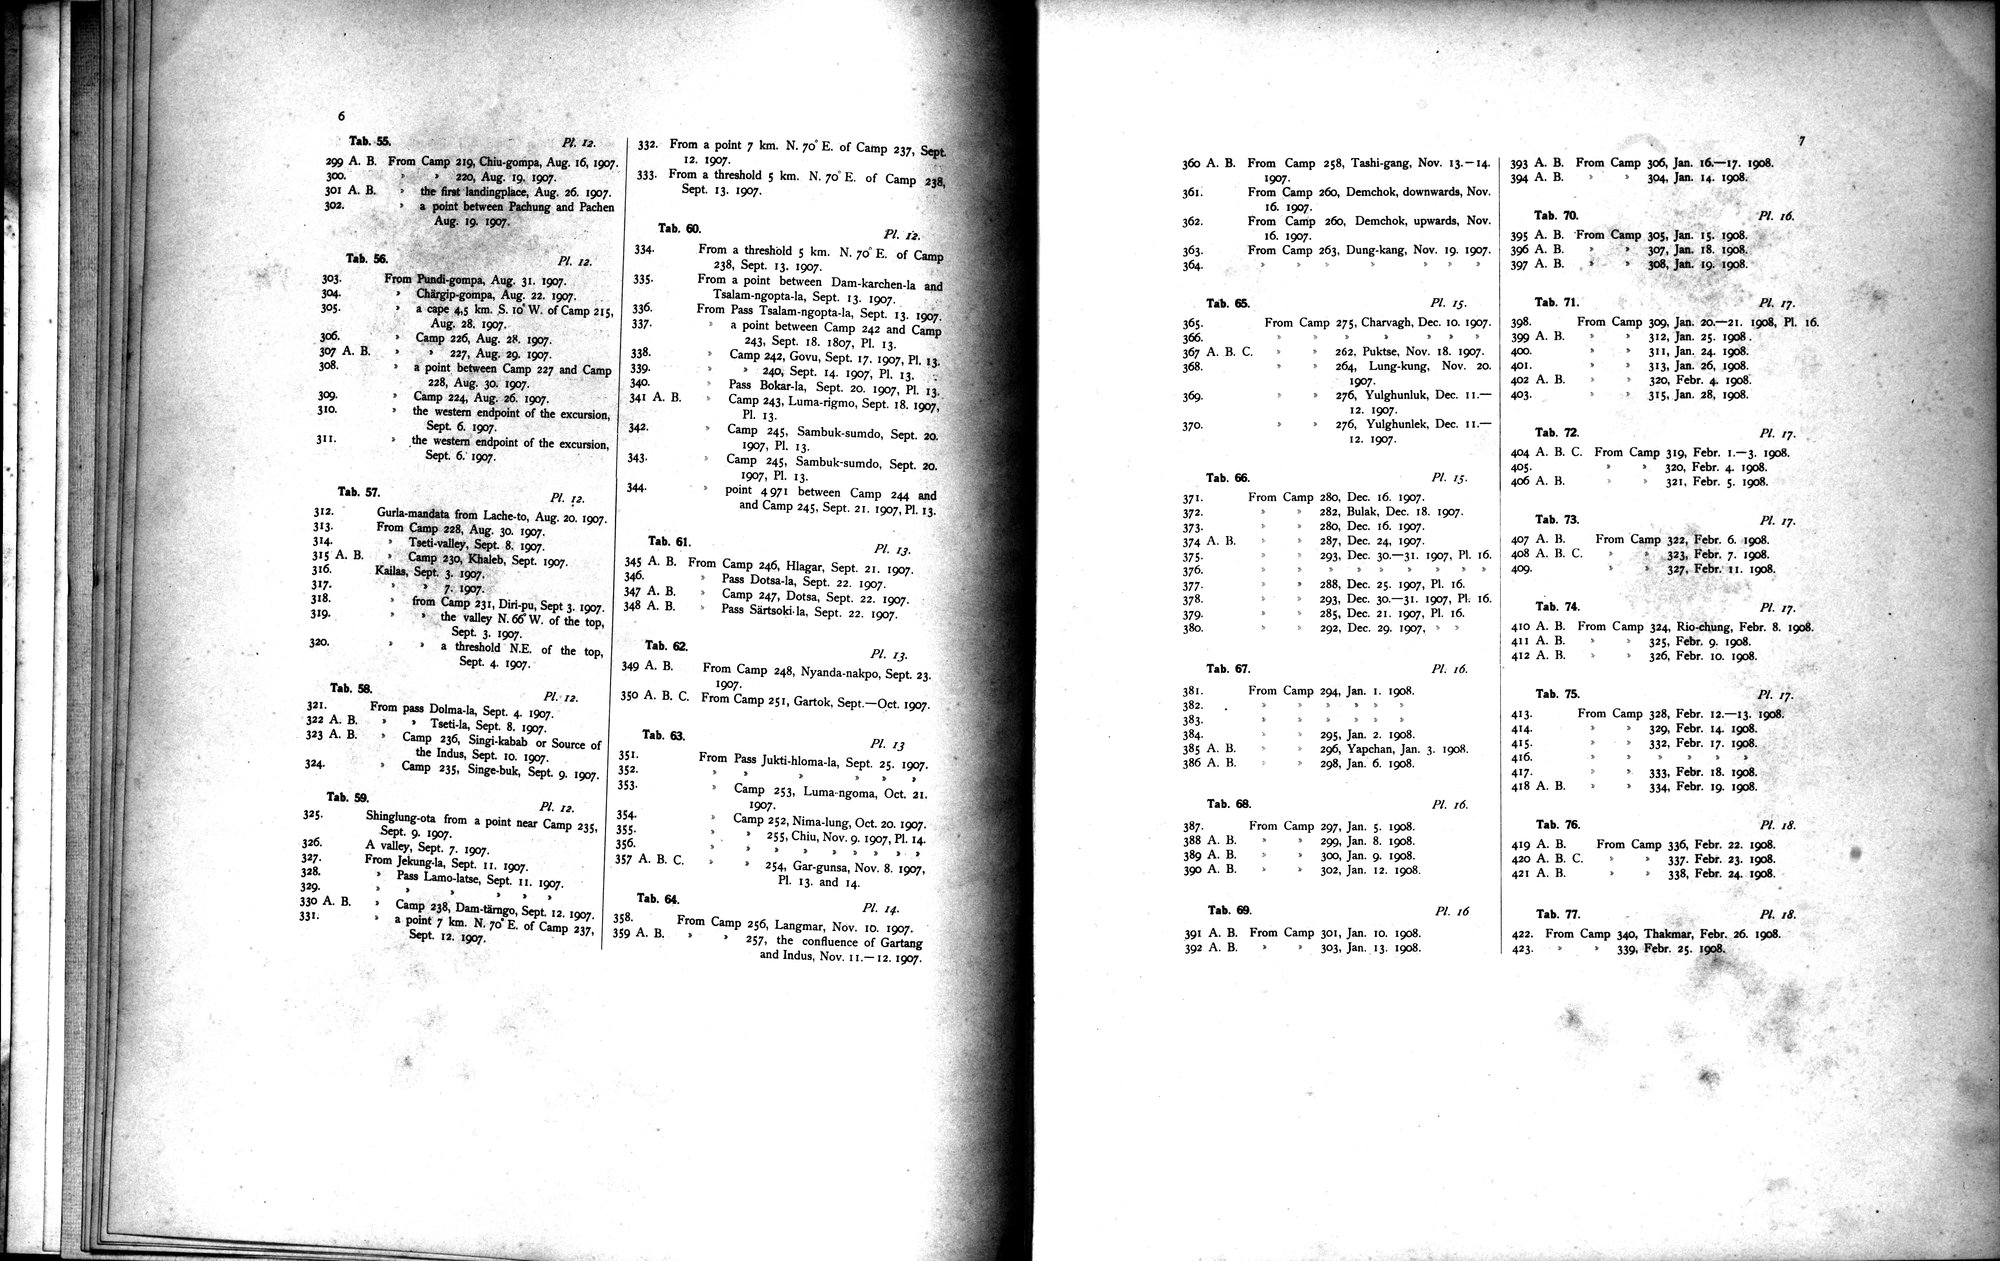 6
Tab. 55. Pl. 12.
299 A. B. From Camp 219, Chiu-gompa, Aug. 16, 1907.
300. » » 220, Aug. 19. 1907.
301 A. B. » the first landingplace, Aug. 26. 1907.
302. » a point between Pachung and Pachen
Aug. 19. 1907.
Tab. 56. Pl. 12.
303. From Pundi-gompa, Aug. 31. 1907.
304. » Chärgip-gompa, Aug. 22. 1907.
305. » a cape 4,5 km. S. 10° W. of Camp 215,
Aug. 28. 1907.
306. » Camp 226, Aug. 28. 1907.
307 A. B. » » 227, Aug. 29. 1907.
308. » a point between Camp 227 and Camp
228, Aug. 30. 1907.
309. » Camp 224, Aug. 26. 1907.
310. » the western endpoint of the excursion,
Sept. 6. 1907.
311. » the western endpoint of the excursion,
Sept. 6. 1907.
Tab. 57. Pl. 12.
312. Gurla-mandata from Lache-to, Aug. 20. 1907.
313. From Camp 228, Aug. 30. 1907.
314. » Tseti-valley, Sept. 8. 1907.
315 A. B. » Camp 230, Khaleb, Sept. 1907.
316. Kailas, Sept. 3. 1907.
317. » » 7. 1907.
318. » from Camp 231, Diri-pu, Sept 3. 1907.
319. » » the valley N. 66° W. of the top,
Sept. 3. 1907.
320. » » a threshold N.E. of the top,
Sept. 4. 1907.
Tab. 58. Pl. 12.
321. From pass Dolma-la, Sept. 4. 1907.
322 A. B. » » Tseti-la, Sept. 8. 1907.
323 A. B. » Camp 236, Singi-kabab or Source of
the Indus, Sept. 10. 1907.
324. » Camp 235, Singe-buk, Sept. 9. 1907.
Tab. 59. Pl. 12.
325. Shinglung-ota from a point near Camp 235,
Sept. 9. 1907.
326. A valley, Sept. 7. 1907.
327. From Jekung-la, Sept. 11. 1907.
328. » Pass Lamo-latse, Sept. 11. 1907.
329. » » » » »
330 A. B. » Camp 238, Dam-tärngo, Sept. 12. 1907.
331. » a point 7 km. N. 70° E. of Camp 237,
Sept. 12. 1907.
332. From a point 7 km. N. 70° E. of Camp 237, Sept.
12. 1907.
333. From a threshold 5 km. N. 70° E. of Camp 238,
Sept. 13. 1907.
Tab. 60. Pl. 12.
334. From a threshold 5 km. N. 70° E. of Camp
238, Sept. 13. 1907.
335. From a point between Dam-karchen-la and
Tsalam-ngopta-la, Sept. 13. 1907.
336. From Pass Tsalam-ngopta-la, Sept. 13. 1907.
337. » a point between Camp 242 and Camp
243, Sept. 18. 1807, Pl. 13.
338. » Camp 242, Govu, Sept. 17. 1907, Pl. 13.
339. » » 240, Sept. 14. 1907, Pl. 13.
340. » Pass Bokar-la, Sept. 20. 1907, Pl. 13.
341 A. B. » Camp 243, Luma-rigmo, Sept. 18. 1907,
Pl. 13.
342. » Camp 245, Sambuk-sumdo, Sept. 20.
1907, Pl. 13.
343. » Camp 245, Sambuk-sumdo, Sept. 20.
1907, Pl. 13.
344. » point 4971 between Camp 244 and
and Camp 245, Sept. 21. 1907, Pl. 13.
Tab. 61. Pl. 13.
345 A. B. From Camp 246, Hlagar, Sept. 21. 1907.
346. » Pass Dotsa-la, Sept. 22. 1907.
347 A. B. » Camp 247, Dotsa, Sept. 22. 1907.
348 A. B. » Pass Särtsoki-la, Sept. 22. 1907.
Tab. 62. Pl. 13.
349 A. B. From Camp 248, Nyanda-nakpo, Sept. 23.
1907.
350 A. B. C. From Camp 251, Gartok, Sept.—Oct. 1907.
Tab. 63. Pl. 13
351. From Pass Jukti-hloma-la, Sept. 25. 1907.
352. » » » » »
353. » Camp 253, Luma-ngoma, Oct. 21.
1907.
354. » Camp 252, Nima-lung, Oct. 20. 1907.
355. » » 255, Chiu, Nov. 9. 1907, Pl. 14.
356. » » » » » » »
357 A. B. C. » » 254, Gar-gunsa, Nov. 8. 1907,
Pl. 13. and 14.
Tab. 64. Pl. 14.
358. From Camp 256, Langmar, Nov. 10. 1907.
359 A. B. » » 257, the confluence of Gartang
and Indus, Nov. 11.—12. 1907.
7
360 A. B. From Camp 258, Tashi-gang, Nov. 13.—14.
1907.
361. From Camp 260, Demchok, downwards, Nov.
16. 1907.
362. From Camp 260, Demchok, upwards, Nov.
16. 1907.
363. From Camp 263, Dung-kang, Nov. 19. 1907.
364. » » » » » » »
Tab. 65. Pl. 15.
365. From Camp 275, Charvagh, Dec. 10. 1907.
366. » » » » » » »
367 A. B. C. » » 262, Puktse, Nov. 18. 1907.
368. » » 264, Lung-kung, Nov. 20.
1907.
369. » » 276, Yulghunluk, Dec. 11.—
12. 1907.
370. » » 276, Yulghunlek, Dec. 11.—
12. 1907.
Tab. 66. Pl. 15.
371. From Camp 280, Dec. 16. 1907.
372. » » 282, Bulak, Dec. 18. 1907.
373. » » 280, Dec. 16. 1907.
374 A. B. » » 287, Dec. 24, 1907.
375. » » 293, Dec. 30.—31. 1907, Pl. 16.
376. » » » » » » » »
377. » » 288, Dec. 25. 1907, Pl. 16.
378. » » 293, Dec. 30.—31. 1907, Pl. 16.
379. » » 285, Dec. 21. 1907, Pl. 16.
380. » » 292, Dec. 29. 1907, » »
Tab. 67. Pl. 16.
381. From Camp 294, Jan. 1. 1908.
382. » » » » » »
383. » » » » » »
384. » » 295, Jan. 2. 1908.
385 A. B. » » 296, Yapchan, Jan. 3. 1908.
386 A. B. » » 298, Jan. 6. 1908.
Tab. 68. Pl. 16.
387. From Camp 297, Jan. 5. 1908.
388 A. B. » » 299, Jan. 8. 1908.
389 A. B. » » 300, Jan. 9. 1908.
390 A. B. » » 302, Jan. 12. 1908.
Tab. 69. Pl. 16
391 A. B. From Camp 301, Jan. 10. 1908.
392 A. B. » » 303, Jan. 13. 1908.
393 A. B. From Camp 306, Jan. 16.—17. 1908.
394 A. B. » » 304, Jan. 14. 1908.
Tab. 70. Pl. 16.
395 A. B. From Camp 305, Jan. 15. 1908.
396 A. B. » » 307, Jan. 18. 1908.
397 A. B. » » 308, Jan. 19. 1908.
Tab. 71. Pl. 17.
398. From Camp 309, Jan. 20.—21. 1908, Pl. 16.
399 A. B. » » 312, Jan. 25. 1908.
400. » » 311, Jan. 24. 1908.
401. » » 313, Jan. 26, 1908.
402 A. B. » » 320, Febr. 4. 1908.
403. » » 315, Jan. 28, 1908.
Tab. 72. Pl. 17.
404 A. B. C. From Camp 319, Febr. 1.—3. 1908.
405. » » 320, Febr. 4. 1908.
406 A. B. » » 321, Febr. 5. 1908.
Tab. 73. Pl. 17.
407 A. B. From Camp 322, Febr. 6. 1908.
408 A. B. C. » » 323, Febr. 7. 1908.
409. » » 327, Febr. 11. 1908.
Tab. 74. Pl. 17.
410 A. B. From Camp 324, Rio-chung, Febr. 8. 1908.
411 A. B. » » 325, Febr. 9. 1908.
412 A. B. » » 326, Febr. 10. 1908.
Tab. 75. Pl. 17.
413. From Camp 328, Febr. 12.—13. 1908.
414. » » 329, Febr. 14. 1908.
415. » » 332, Febr. 17. 1908.
416. » » » » » »
417. » » 333, Febr. 18. 1908.
418 A. B. » » 334, Febr. 19. 1908.
Tab. 76. Pl. 18.
419 A. B. From Camp 336, Febr. 22. 1908.
420 A. B. C. » » 337. Febr. 23. 1908.
421 A. B. » » 338, Febr. 24. 1908.
Tab. 77. Pl. 18.
422. From Camp 340, Thakmar, Febr. 26. 1908.
423. » » 339, Febr. 25. 1908.